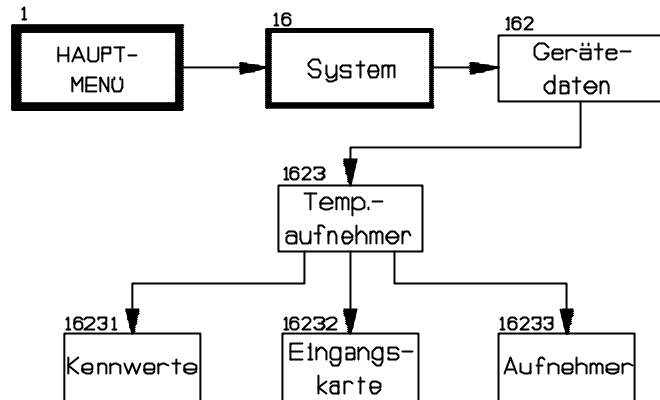 1
HAUPT-
MENÜ
16
System
162
Geräte-
daten
1623
Temp.-
aufnehmer
16231
Kennwerte
16232
Eingangs-
karte
16233
Aufnehmer